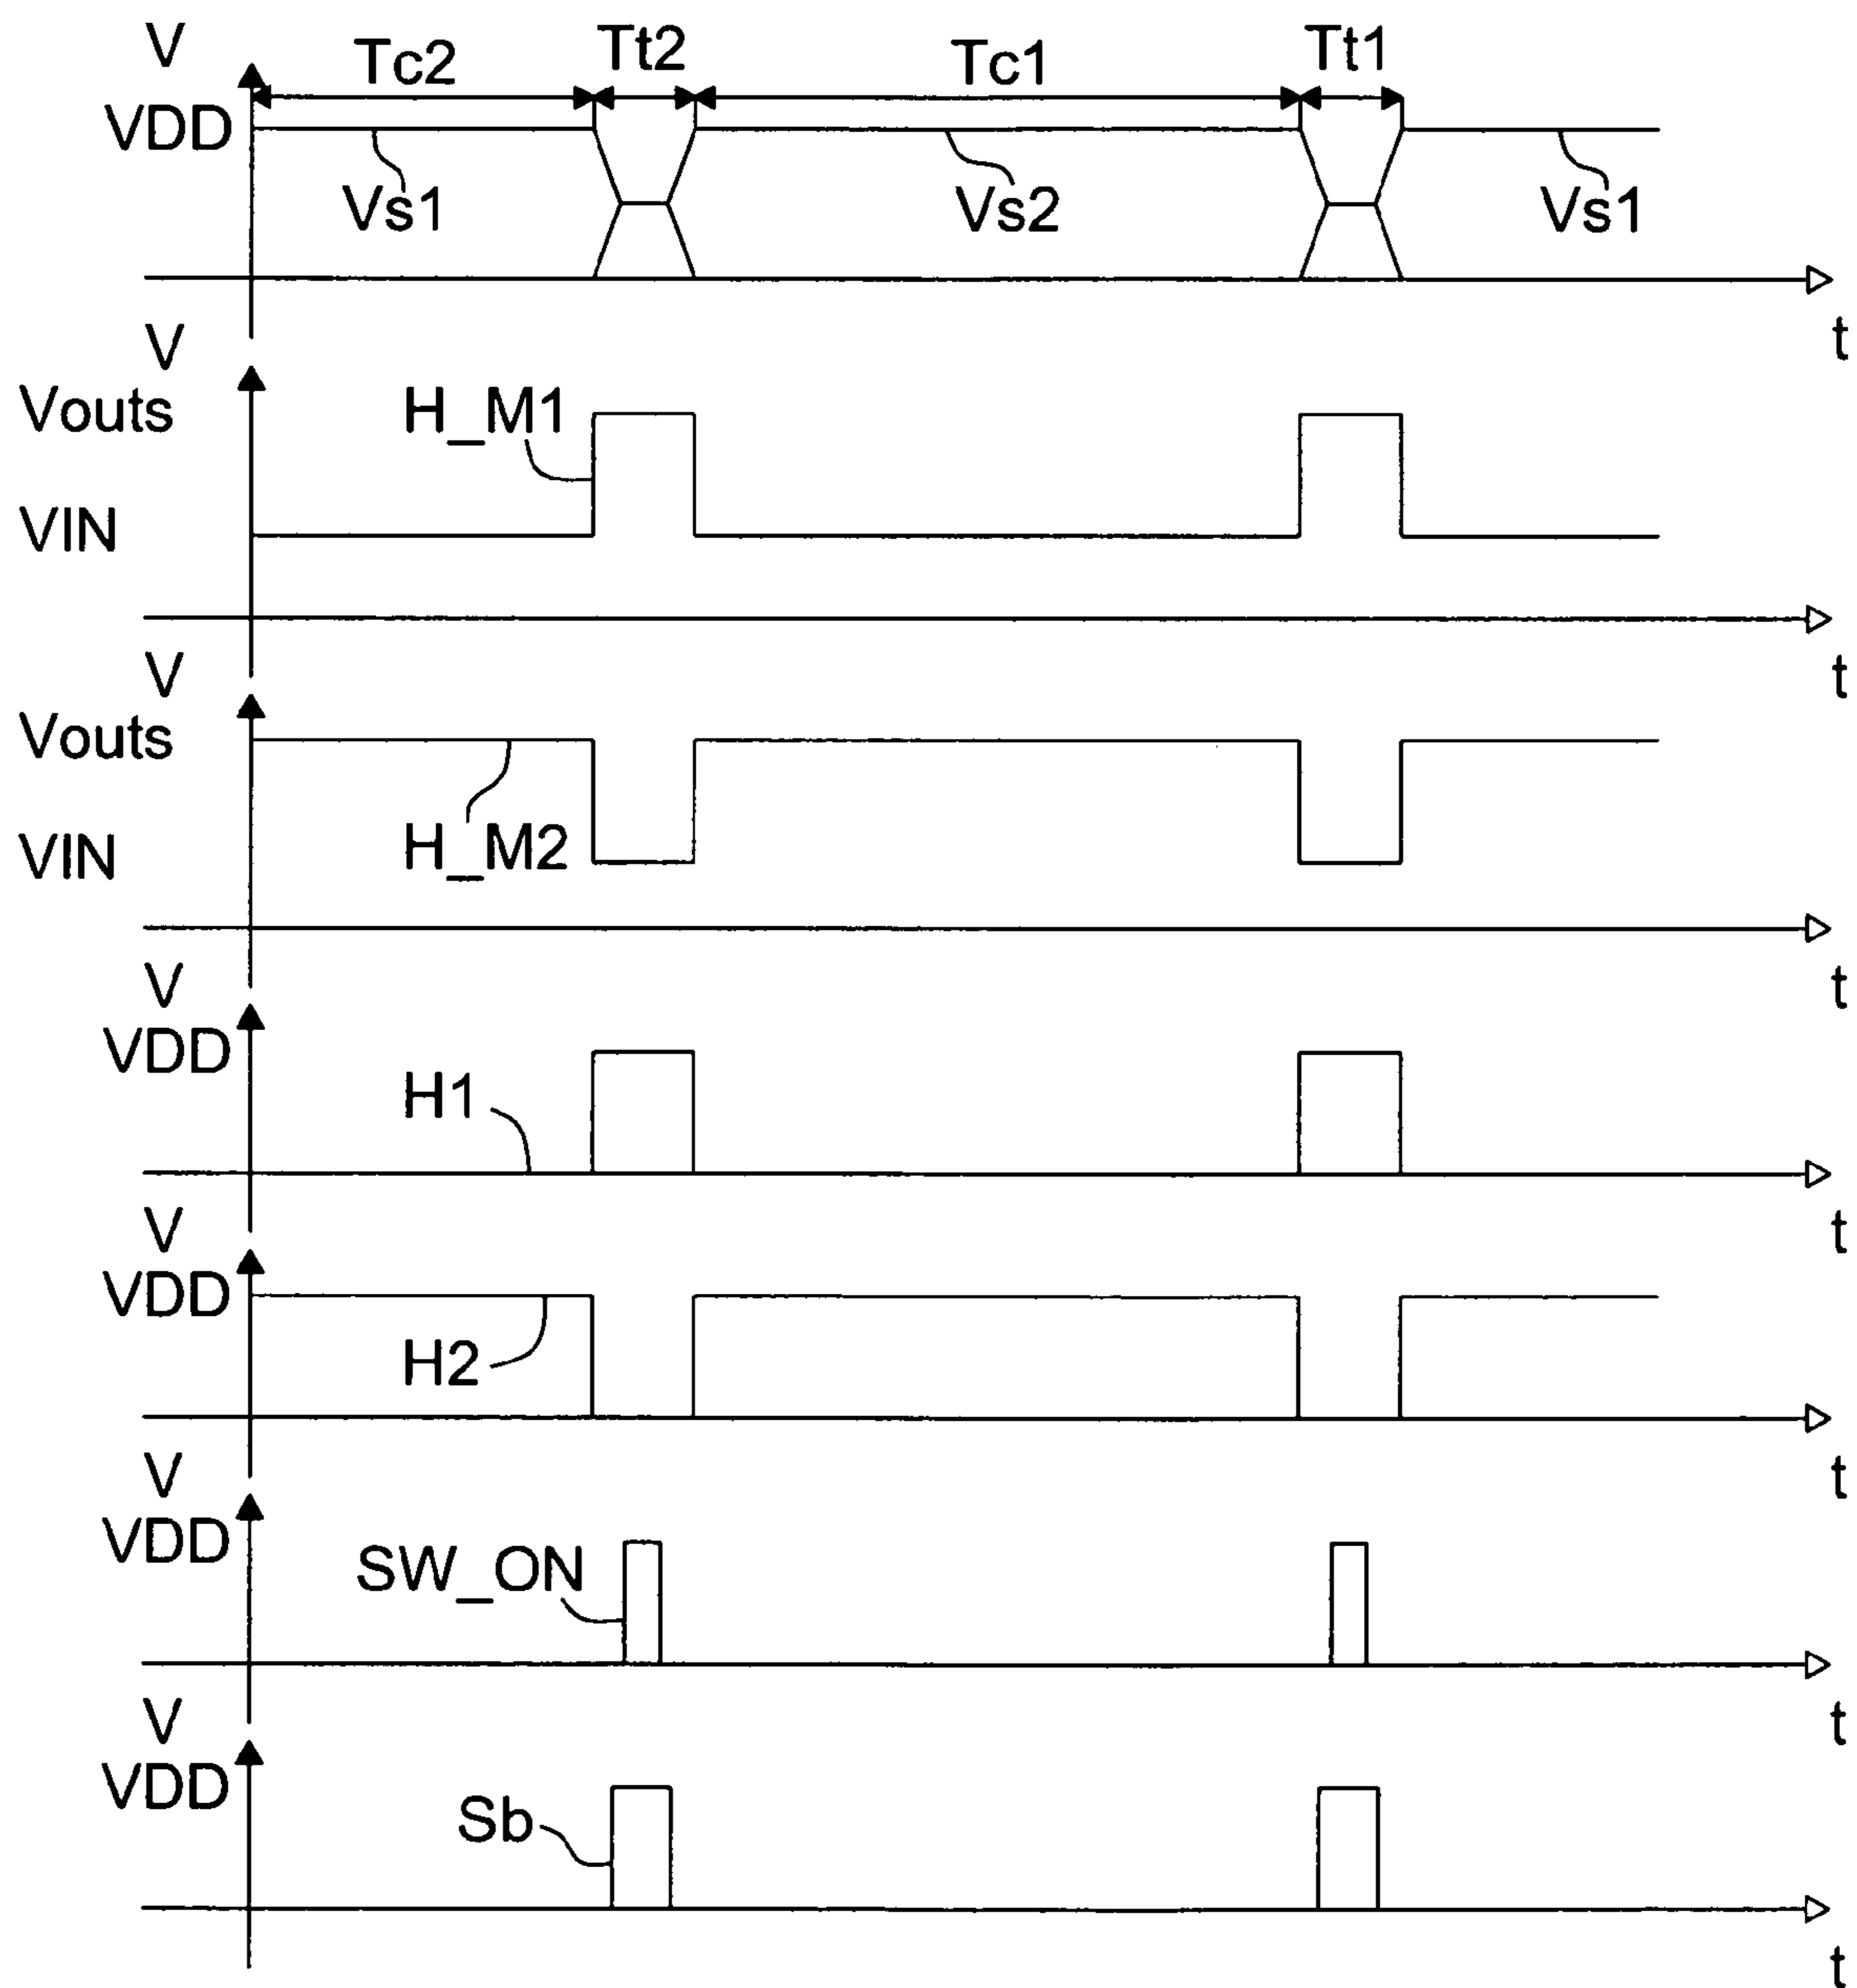 V Tc2 Tt2 Tc1 Tt1
VDD
Vs1 Vs2 Vs1
t
V
Vouts H_M1
VIN
t
V
Vouts
VIN H_M2
t
V
VDD
H1
t
V
VDD
H2
t
V
VDD
SW_ON
t
V
VDD
Sb
t